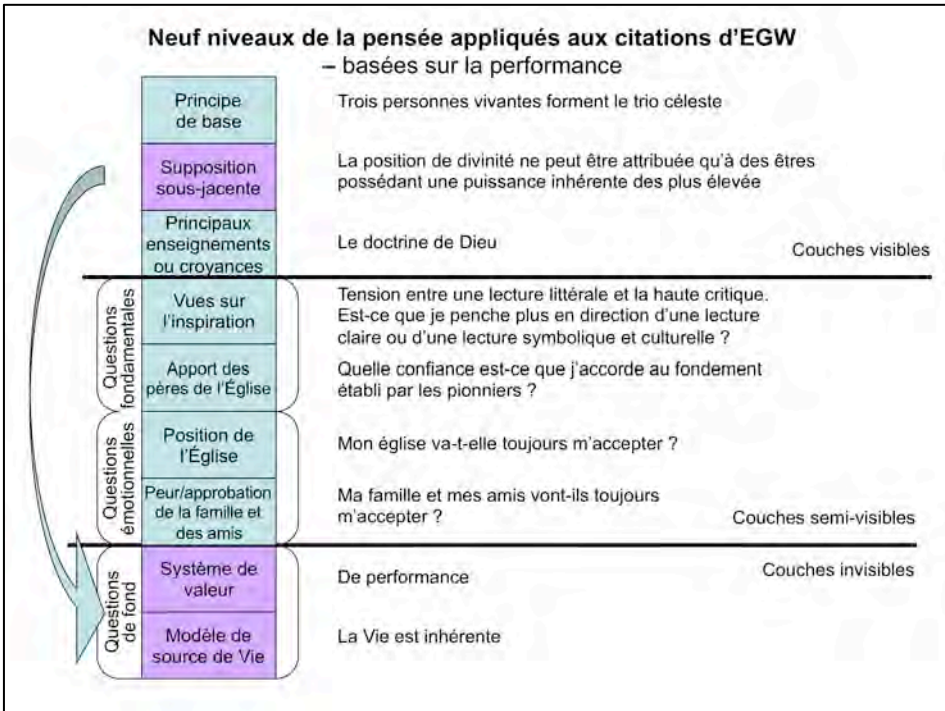 Neuf niveaux de la pensée appliqués aux citations d'EGW
– basées sur la performance
Principe
de base
Trois personnes vivantes forment le trio céleste
Supposition
sous-jacente
La position de divinité ne peut être attribuée qu'à des êtres
possédant une puissance inhérente des plus élevée
Principaux
enseignements
ou croyances
Le doctrine de Dieu
Couches visibles
Questions
fondamentales
Vues sur
l'inspiration
Tension entre une lecture littérale et la haute critique.
Est-ce que je penche plus en direction d'une lecture
claire ou d'une lecture symbolique et culturelle ?
Apport des
pères de l'Église
Quelle confiance est-ce que j'accorde au fondement
établi par les pionniers ?
Questions
émotionnelles
Position de
l'Église
Mon église va-t-elle toujours m'accepter ?
Peur/approbation
de la famille et
des amis
Ma famille et mes amis vont-ils toujours
m'accepter ?
Couches semi-visibles
Questions
de fond
Système de
valeur
De performance
Couches invisibles
Modèle de
source de Vie
La Vie est inhérente